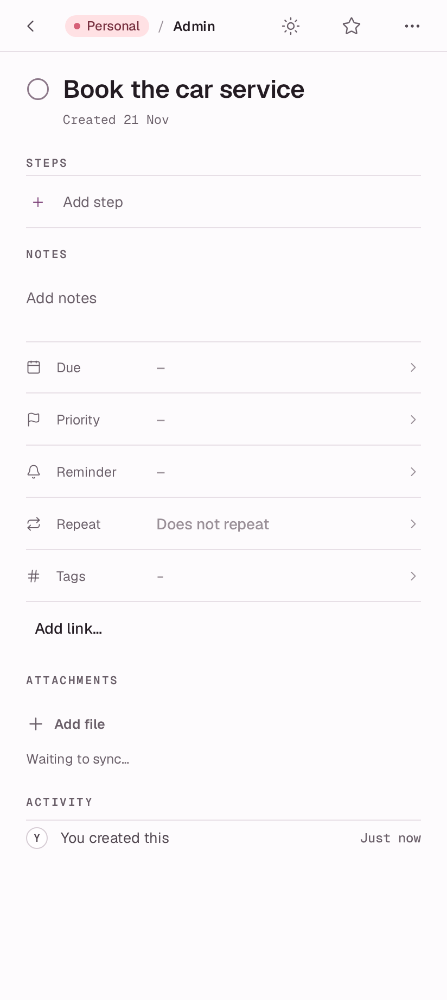 Personal / Admin
Book the car service
Created 21 Nov
STEPS
+ Add step
NOTES
Add notes
Due –
Priority –
Reminder –
Repeat Does not repeat
# Tags -
Add link…
ATTACHMENTS
+ Add file
Waiting to sync…
ACTIVITY
Y You created this Just now